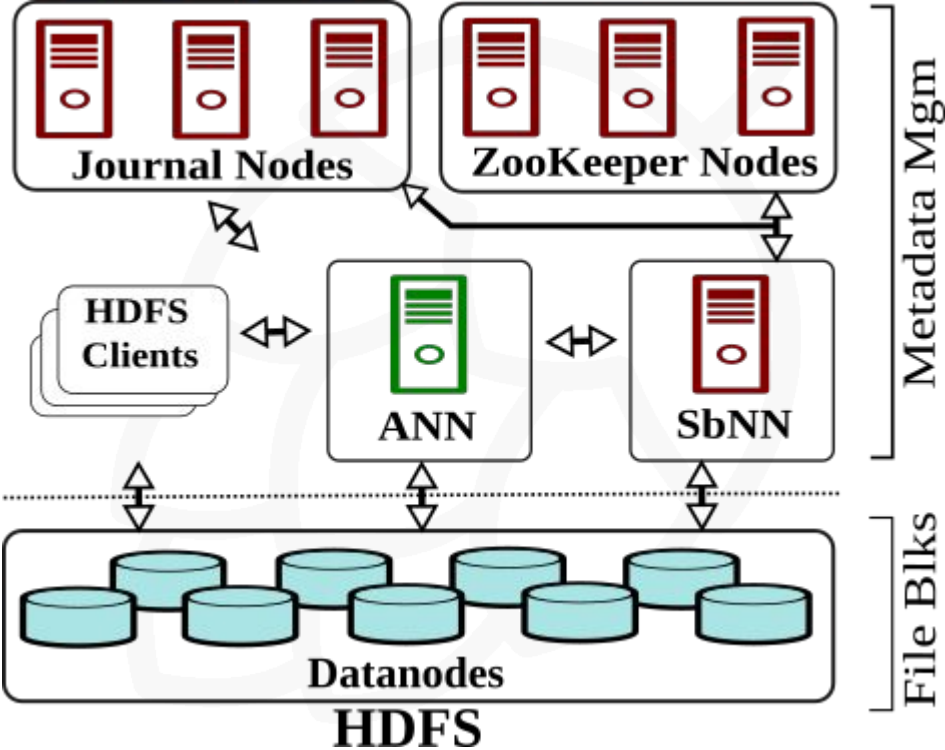 Journal Nodes
ZooKeeper Nodes
Metadata Mgm
HDFS
Clients
ANN
SbNN
File Blks
Datanodes
HDFS